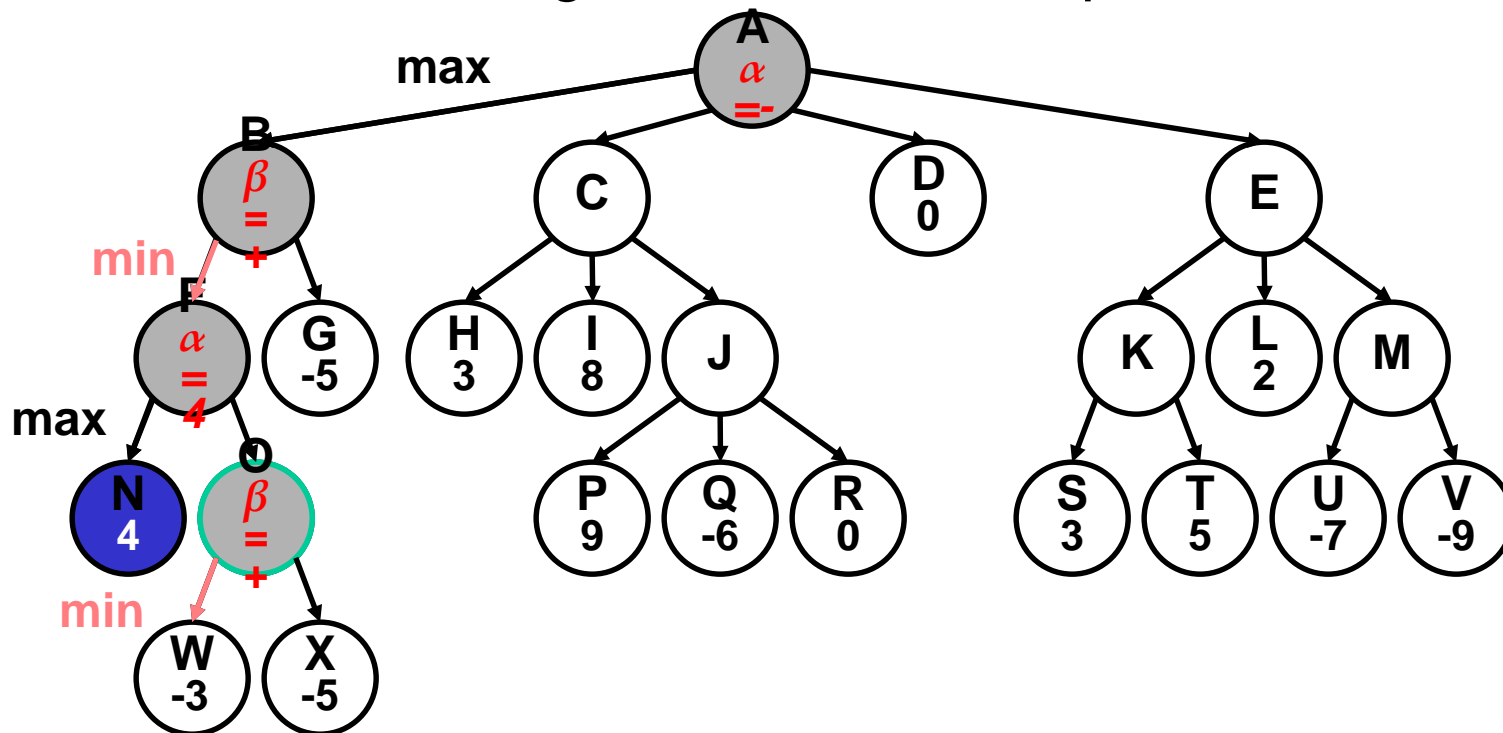 A
α
=-
max
B
β
=
+
C
D
0
E
min
F
α
=
4
G
-5
H
3
I
8
J
K
L
2
M
max
N
4
O
β
=
+
P
9
Q
-6
R
0
S
3
T
5
U
-7
V
-9
min
W
-3
X
-5